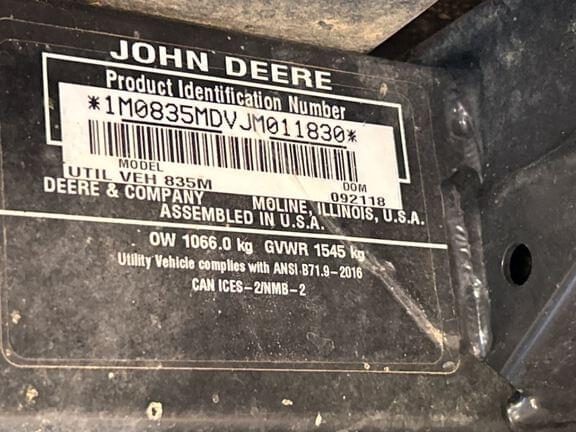 JOHN DEERE
Product Identification Number
*1M0835MDVJM011830*
MODEL DOM
UTIL VEH 835M 092118
DEERE & COMPANY MOLINE, ILLINOIS, U.S.A.
ASSEMBLED IN U.S.A.
OW 1066.0 kg GVWR 1545 kg
Utility Vehicle complies with ANSI B71.9-2016
CAN ICES-2/NMB-2